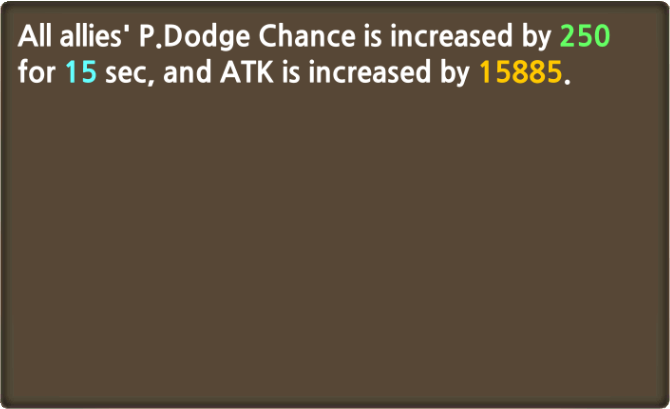 All allies' P.Dodge Chance is increased by 250
for 15 sec, and ATK is increased by 15885.